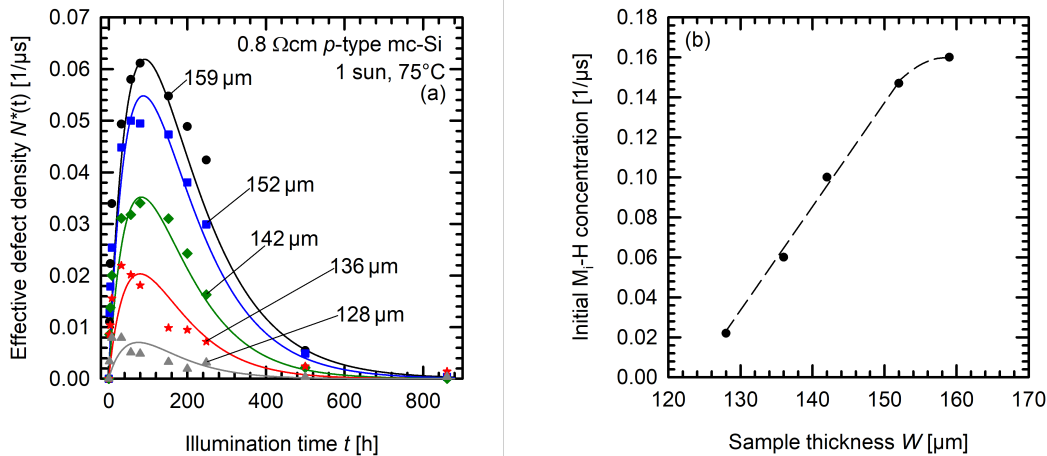 0.07
0.06
0.05
0.04
0.03
0.02
0.01
0.00
Effective defect density N*(t) [1/µs]
0.8 Ωcm p-type mc-Si
1 sun, 75°C
(a)
159 µm
152 µm
142 µm
136 µm
128 µm
0 200 400 600 800
Illumination time t [h]
0.18
0.16
0.14
0.12
0.10
0.08
0.06
0.04
0.02
0.00
Initial Mi-H concentration [1/µs]
(b)
120 130 140 150 160 170
Sample thickness W [µm]